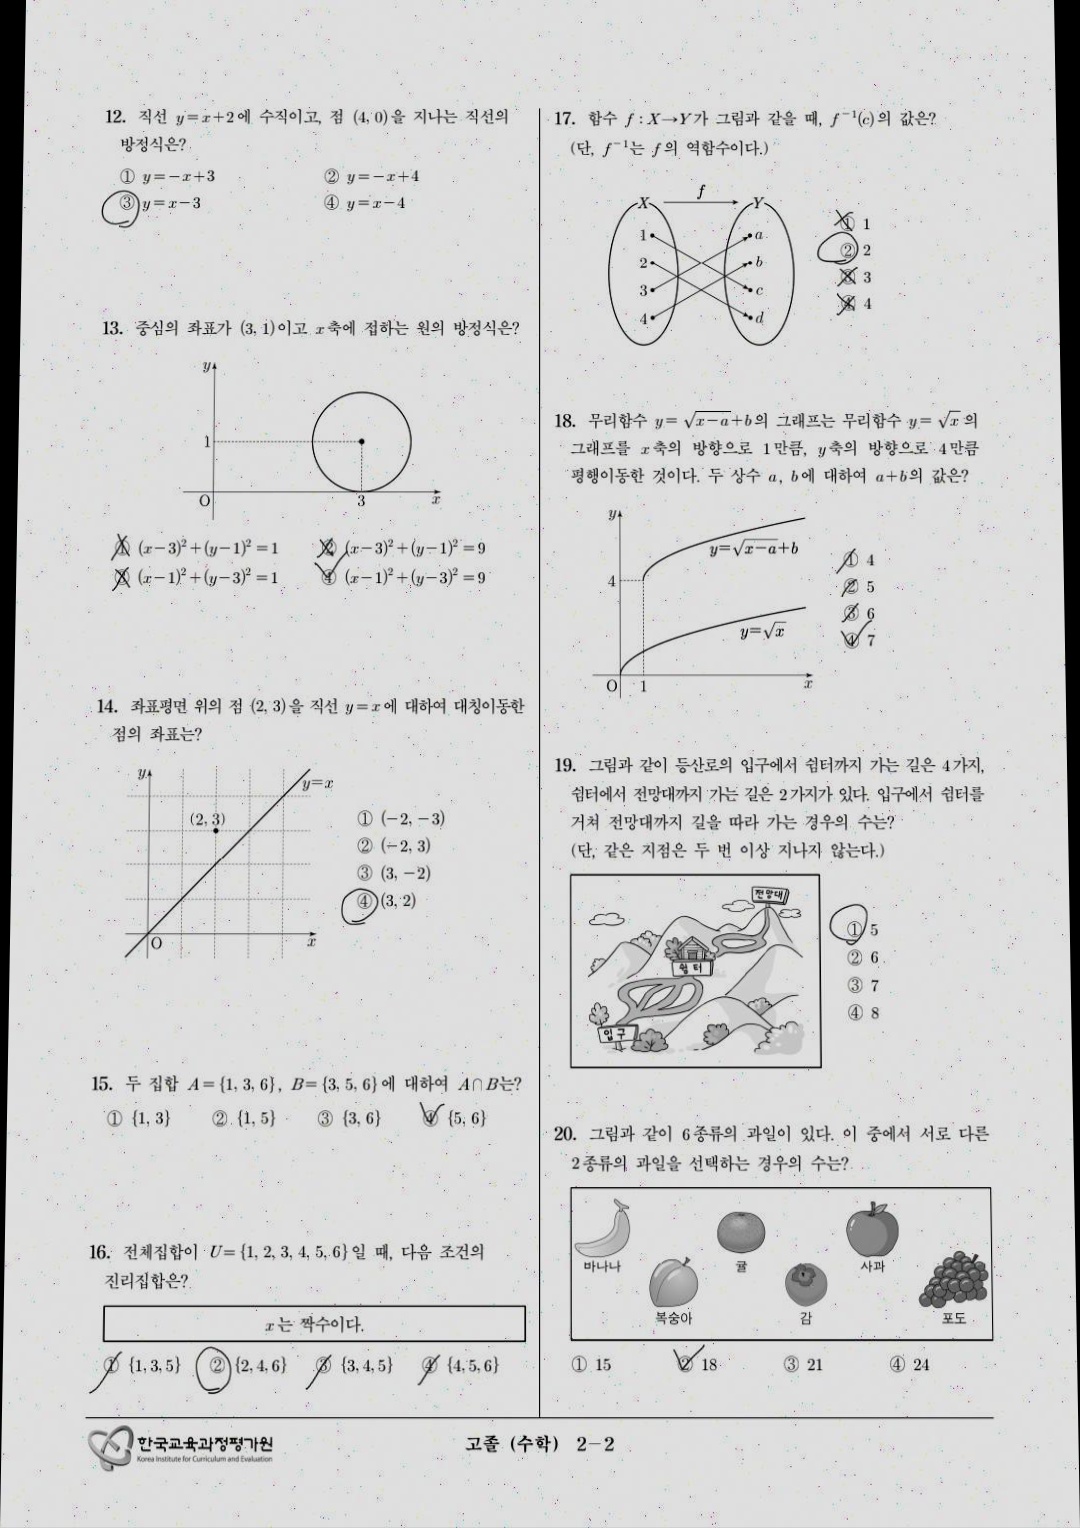 12. 직선 y=x+2에 수직이고, 점 (4, 0)을 지나는 직선의
방정식은?
① y=-x+3 ② y=-x+4
③ y=x-3 ④ y=x-4
13. 중심의 좌표가 (3, 1)이고 x축에 접하는 원의 방정식은?
y
1
O 3 x
① (x-3)²+(y-1)²=1 ② (x-3)²+(y-1)²=9
③ (x-1)²+(y-3)²=1 ④ (x-1)²+(y-3)²=9
14. 좌표평면 위의 점 (2, 3)을 직선 y=x에 대하여 대칭이동한
점의 좌표는?
y
y=x
(2, 3)
O x
① (-2, -3)
② (-2, 3)
③ (3, -2)
④ (3, 2)
15. 두 집합 A={1, 3, 6}, B={3, 5, 6}에 대하여 A∩B는?
① {1, 3} ② {1, 5} ③ {3, 6} ④ {5, 6}
16. 전체집합이 U={1, 2, 3, 4, 5, 6}일 때, 다음 조건의
진리집합은?
x는 짝수이다.
① {1, 3, 5} ② {2, 4, 6} ③ {3, 4, 5} ④ {4, 5, 6}
17. 함수 f : X→Y가 그림과 같을 때, f⁻¹(c)의 값은?
(단, f⁻¹는 f의 역함수이다.)
X f Y
1 a
2 b
3 c
4 d
① 1
② 2
③ 3
④ 4
18. 무리함수 y=√(x-a)+b의 그래프는 무리함수 y=√x의
그래프를 x축의 방향으로 1만큼, y축의 방향으로 4만큼
평행이동한 것이다. 두 상수 a, b에 대하여 a+b의 값은?
y
y=√(x-a)+b
4
y=√x
O 1 x
① 4
② 5
③ 6
④ 7
19. 그림과 같이 등산로의 입구에서 쉼터까지 가는 길은 4가지,
쉼터에서 전망대까지 가는 길은 2가지가 있다. 입구에서 쉼터를
거쳐 전망대까지 길을 따라 가는 경우의 수는?
(단, 같은 지점은 두 번 이상 지나지 않는다.)
전망대
쉼터
입구
① 5
② 6
③ 7
④ 8
20. 그림과 같이 6종류의 과일이 있다. 이 중에서 서로 다른
2종류의 과일을 선택하는 경우의 수는?
바나나 귤 사과
복숭아 감 포도
① 15 ② 18 ③ 21 ④ 24
한국교육과정평가원
Korea Institute for Curriculum and Evaluation
고졸 (수학) 2-2